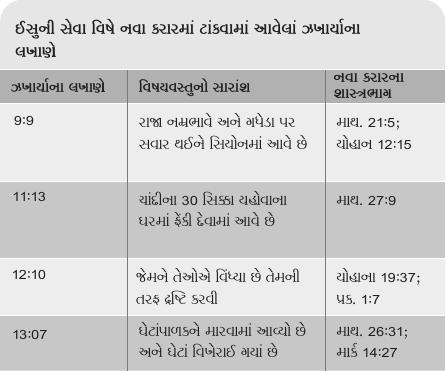 ઈસુની સેવા વિષે નવા કરારમાં ટાંકવામાં આવેલાં ઝખાર્યાના
લખાણે
ઝખાર્યાના લખાણે
વિષયવસ્તુનો સારાંશ
નવા કરારના
શાસ્ત્રભાગ
9:9
રાજા નમ્રભાવે અને ગધેડા પર
સવાર થઈને સિયોનમાં આવે છે
માથ. 21:5;
યોહાન 12:15
11:13
ચાંદીના 30 સિક્કા યહોવાના
ઘરમાં ફેંકી દેવામાં આવે છે
માથ. 27:9
12:10
જેમને તેઓએ વિંધ્યા છે તેમની
તરફ દ્રષ્ટિ કરવી
યોહાના 19:37;
પ્રક. 1:7
13:07
ઘેટાંપાળકને મારવામાં આવ્યો છે
અને ઘેટાં વિખેરાઈ ગયાં છે
માથ. 26:31;
માર્ક 14:27